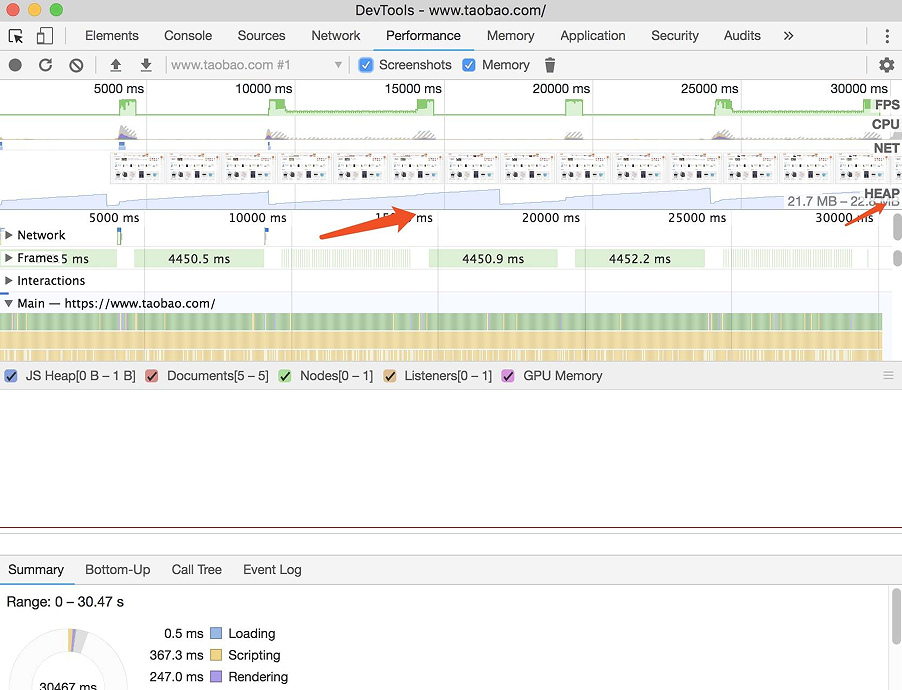 DevTools - www.taobao.com/
Elements Console Sources Network Performance Memory Application Security Audits »
www.taobao.com #1 Screenshots Memory
5000 ms 10000 ms 15000 ms 20000 ms 25000 ms 30000 ms
FPS
CPU
NET
HEAP
21.7 MB – 22.8 MB
5000 ms 10000 ms ms 20000 ms 25000 ms 30000 ms
Network
Frames 5 ms 4450.5 ms 4450.9 ms 4452.2 ms
Interactions
Main — https://www.taobao.com/
JS Heap[0 B – 1 B] Documents[5 – 5] Nodes[0 – 1] Listeners[0 – 1] GPU Memory
Summary Bottom-Up Call Tree Event Log
Range: 0 – 30.47 s
0.5 ms Loading
367.3 ms Scripting
247.0 ms Rendering
30467 ms